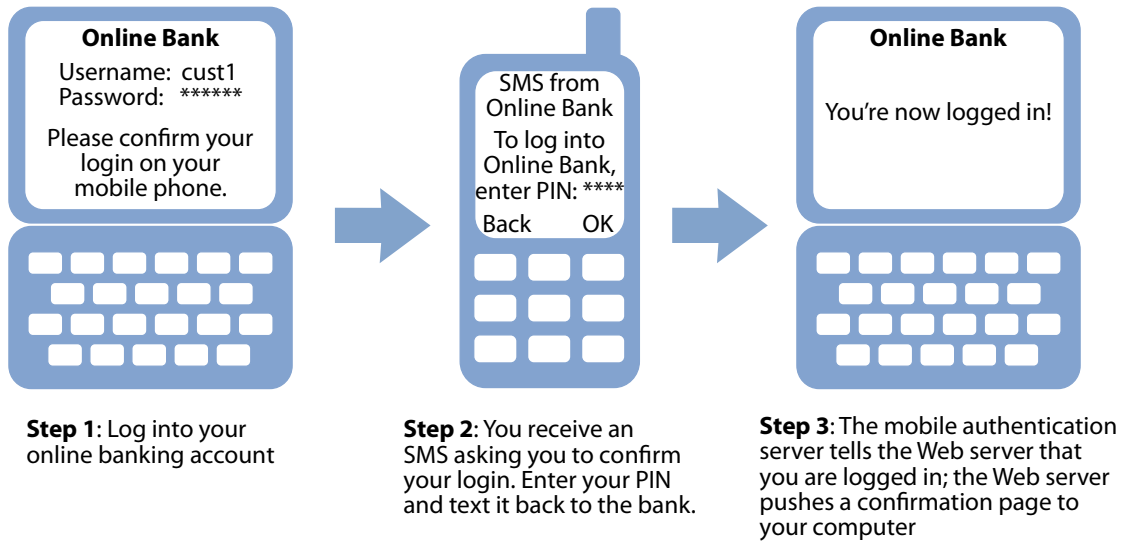 Online Bank
Username: cust1
Password: ******
Please confirm your
login on your
mobile phone.
SMS from
Online Bank
To log into
Online Bank,
enter PIN: ****
Back OK
Online Bank
You're now logged in!
Step 1: Log into your
online banking account
Step 2: You receive an
SMS asking you to confirm
your login. Enter your PIN
and text it back to the bank.
Step 3: The mobile authentication
server tells the Web server that
you are logged in; the Web server
pushes a confirmation page to
your computer